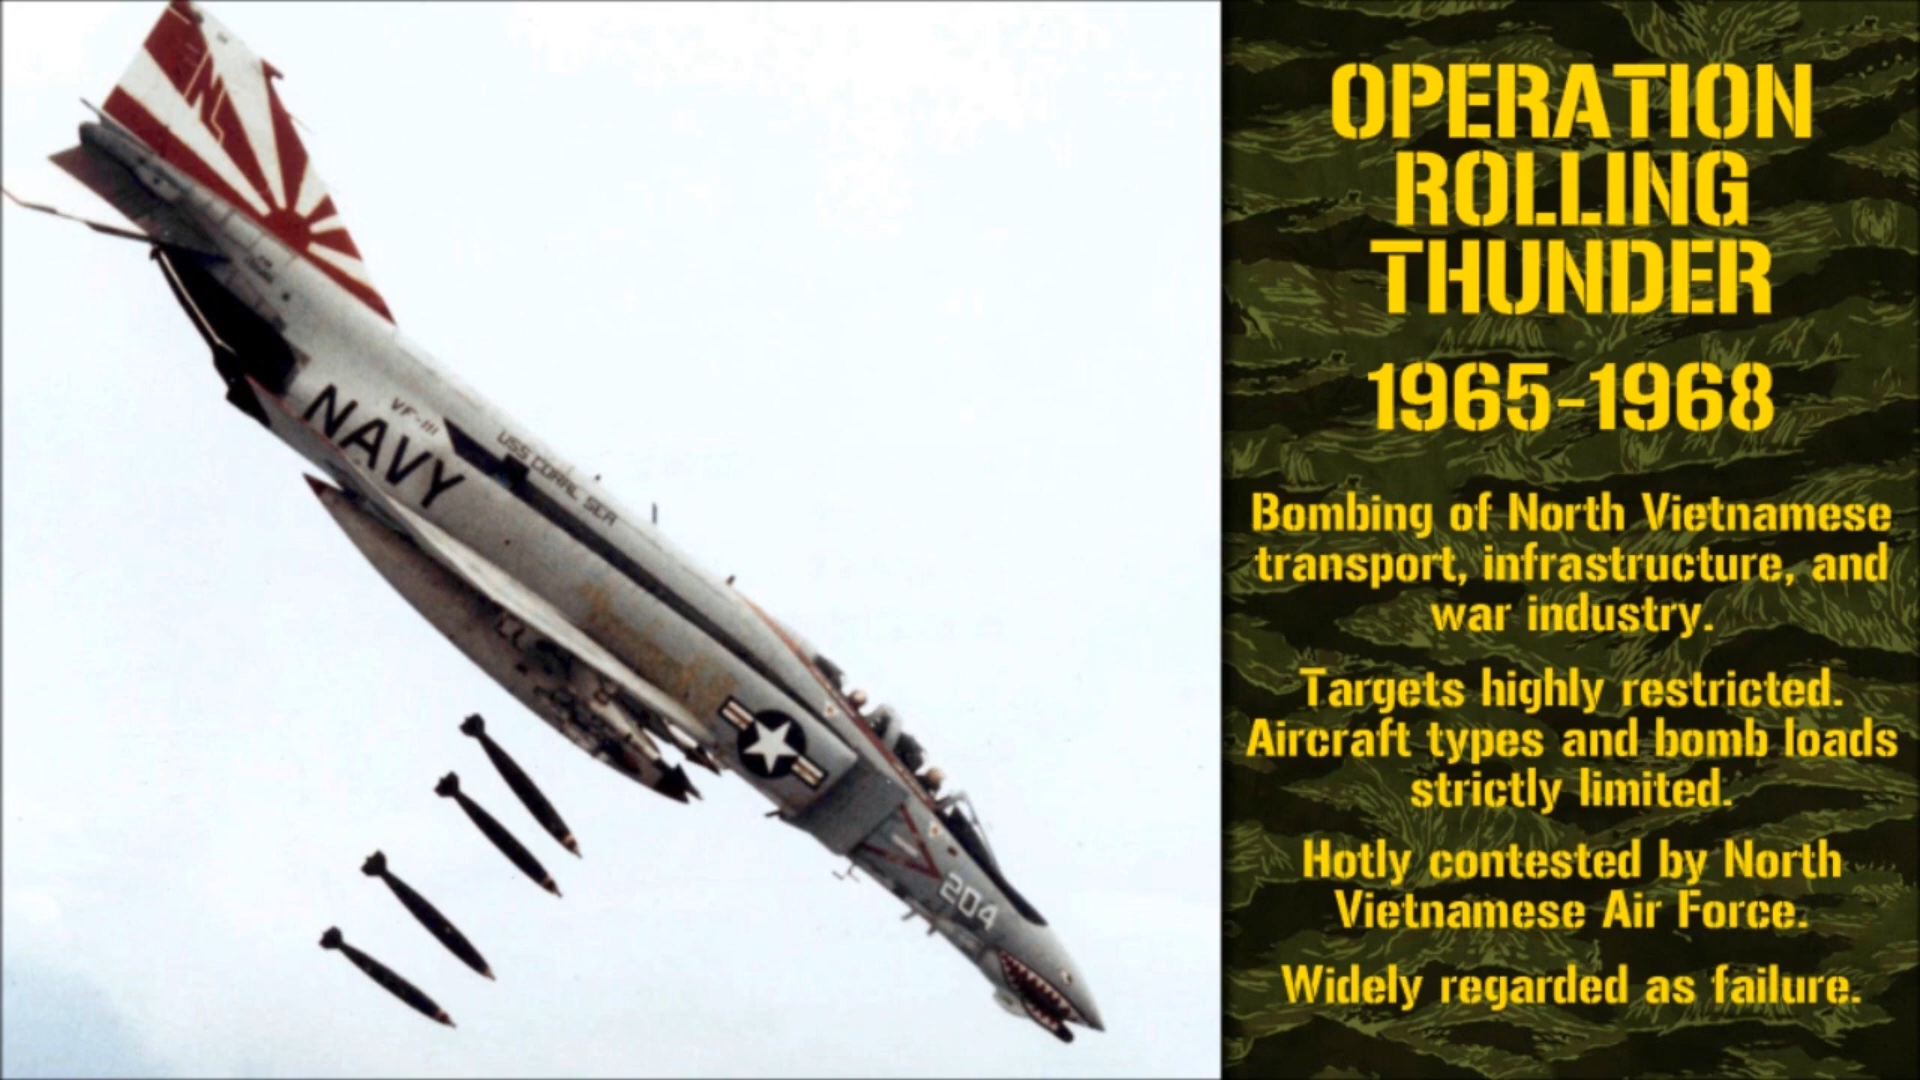 NL
NAVY
VF-111
USS CORAL SEA
204
OPERATION
ROLLING
THUNDER
1965-1968
Bombing of North Vietnamese
transport, infrastructure, and
war industry.
Targets highly restricted.
Aircraft types and bomb loads
strictly limited.
Hotly contested by North
Vietnamese Air Force.
Widely regarded as failure.